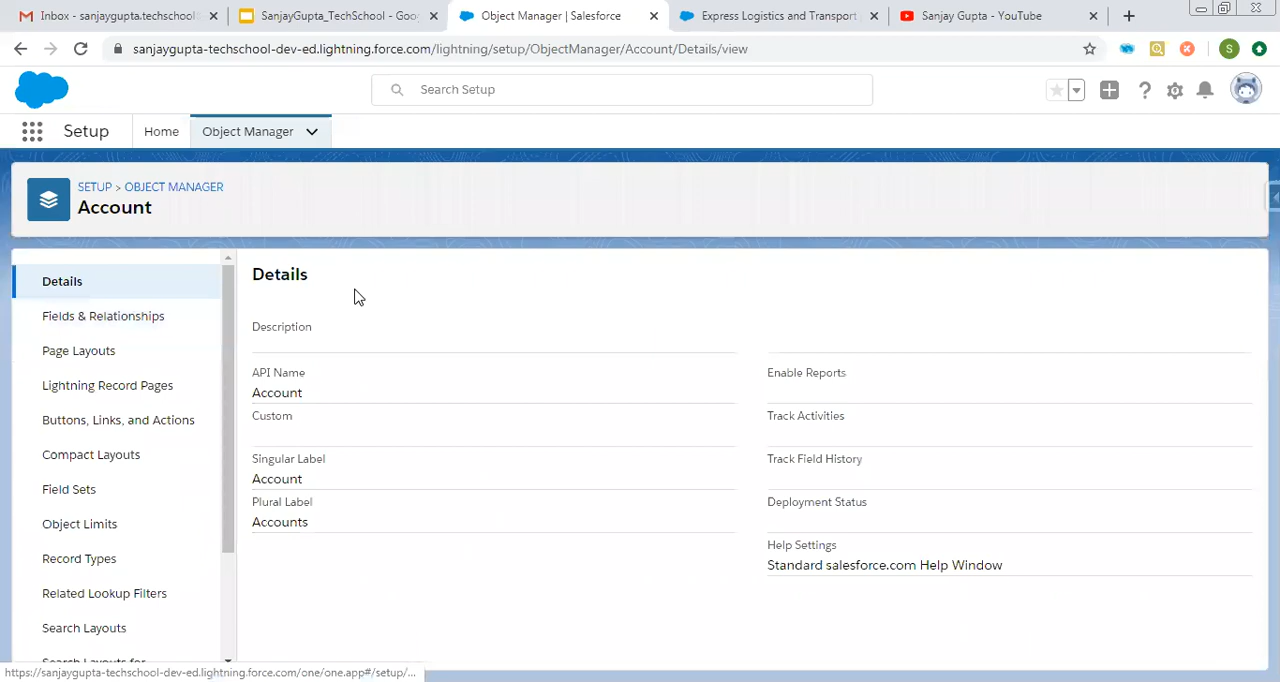 Inbox - sanjaygupta.techschool
SanjayGupta_TechSchool - Goo
Object Manager | Salesforce
Express Logistics and Transport
Sanjay Gupta - YouTube
sanjaygupta-techschool-dev-ed.lightning.force.com/lightning/setup/ObjectManager/Account/Details/view
S
Search Setup
Setup
Home
Object Manager
SETUP > OBJECT MANAGER
Account
Details
Fields & Relationships
Page Layouts
Lightning Record Pages
Buttons, Links, and Actions
Compact Layouts
Field Sets
Object Limits
Record Types
Related Lookup Filters
Search Layouts
Search Layouts for
Details
Description
API Name
Account
Custom
Singular Label
Account
Plural Label
Accounts
Enable Reports
Track Activities
Track Field History
Deployment Status
Help Settings
Standard salesforce.com Help Window
https://sanjaygupta-techschool-dev-ed.lightning.force.com/one/one.app#/setup/...